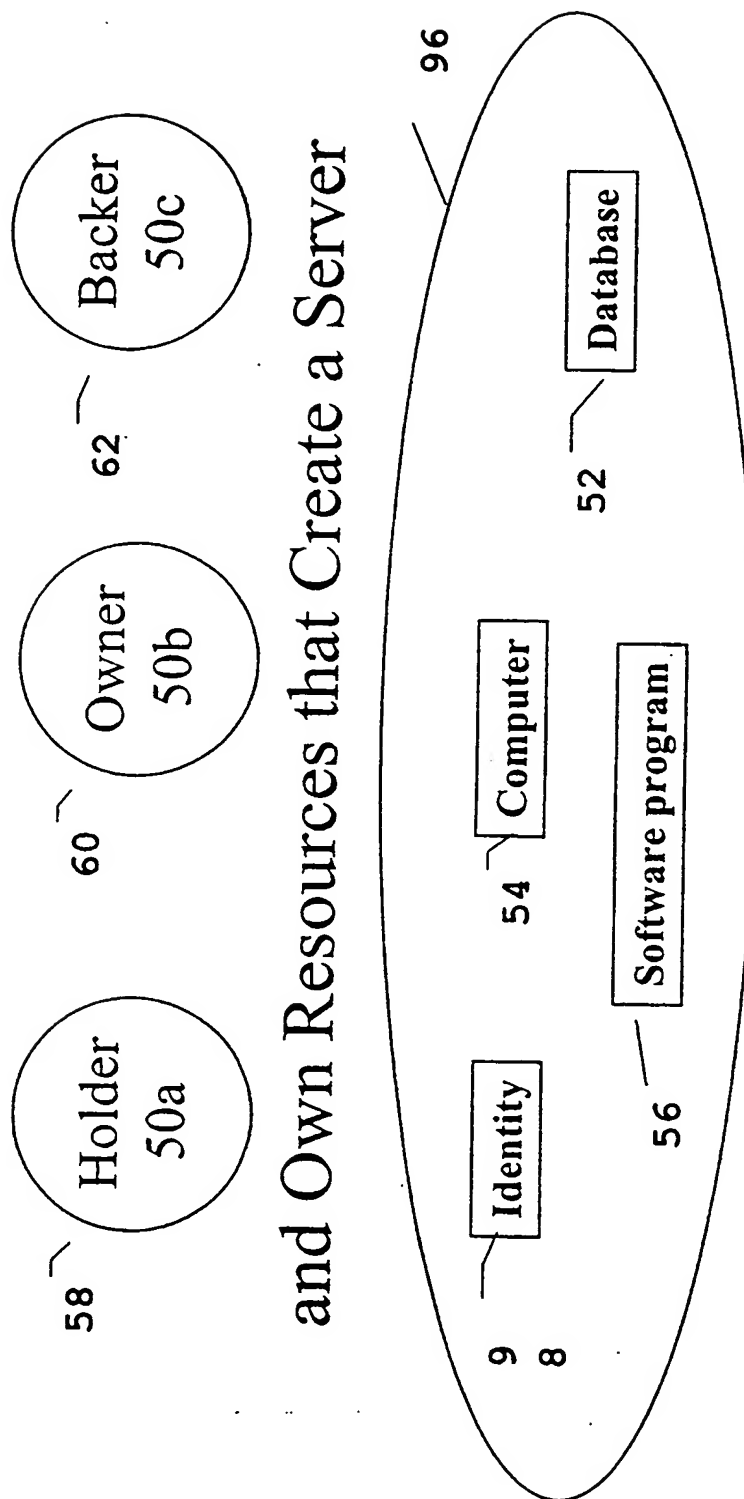 58
Holder
50a
60
Owner
50b
62
Backer
50c
and Own Resources that Create a Server
96
98
Identity
54
Computer
52
Database
56
Software program